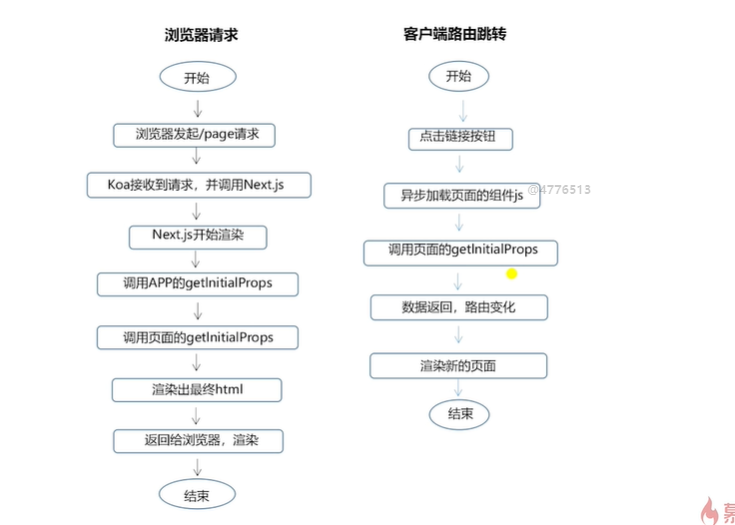 浏览器请求
开始
浏览器发起/page请求
Koa接收到请求，并调用Next.js
Next.js开始渲染
调用APP的getInitialProps
调用页面的getInitialProps
渲染出最终html
返回给浏览器，渲染
结束
客户端路由跳转
开始
点击链接按钮
异步加载页面的组件js
@4776513
调用页面的getInitialProps
数据返回，路由变化
渲染新的页面
结束